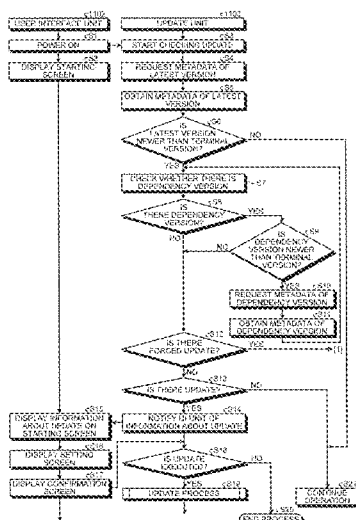 USER INTERFACE UNIT
UPDATE UNIT
POWER ON
START CHECKING UPDATE
DISPLAY STARTING
SCREEN
REQUEST METADATA OF
LATEST VERSION
OBTAIN METADATA OF LATEST
VERSION
IS
LATEST VERSION
NEWER THAN TERMINAL
VERSION?
NO
YES
CHECK WHETHER THERE IS
DEPENDENCY VERSION
IS
THERE DEPENDENCY
VERSION?
YES
NO
IS
DEPENDENCY
VERSION NEWER
THAN TERMINAL
VERSION?
NO
YES
REQUEST METADATA OF
DEPENDENCY VERSION
OBTAIN METADATA OF
DEPENDENCY VERSION
IS THERE
FORCED UPDATE?
YES
NO
IS THERE UPDATE?
NO
YES
DISPLAY INFORMATION
ABOUT UPDATE ON
STARTING SCREEN
NOTIFY UI UNIT OF
INFORMATION ABOUT UPDATE
DISPLAY SETTING
SCREEN
DISPLAY CONFIRMATION
SCREEN
IS UPDATE
EXECUTED?
NO
YES
UPDATE PROCESS
CONTINUE
OPERATION
END PROCESS